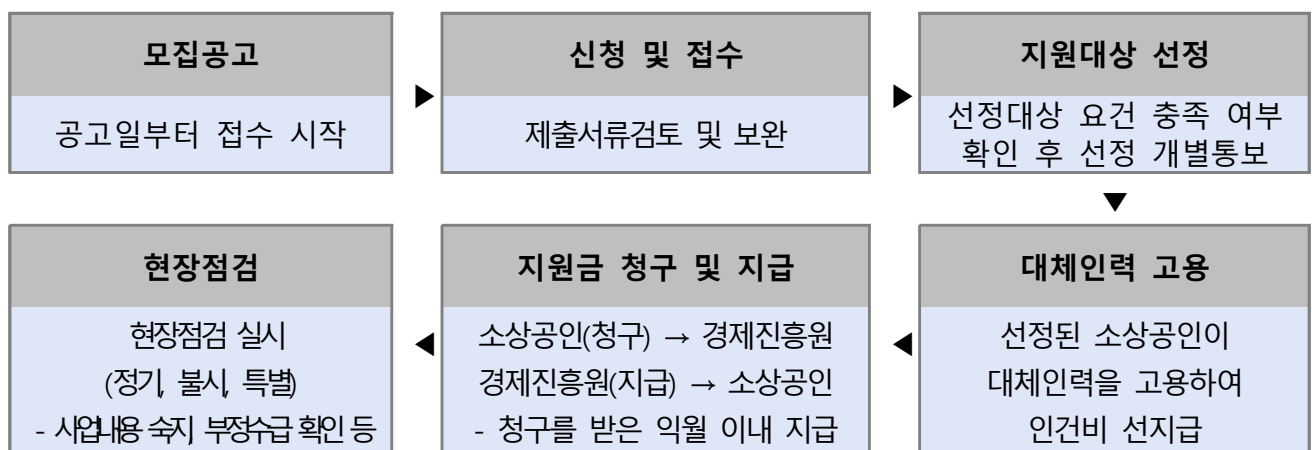 모집공고
공고일부터 접수 시작
▶
신청 및 접수
제출서류검토 및 보완
▶
지원대상 선정
선정대상 요건 충족 여부
확인 후 선정 개별통보
▼
대체인력 고용
선정된 소상공인이
대체인력을 고용하여
인건비 선지급
◀
지원금 청구 및 지급
소상공인(청구) → 경제진흥원
경제진흥원(지급) → 소상공인
- 청구를 받은 익월 이내 지급
◀
현장점검
현장점검 실시
(정기, 불시, 특별)
- 사업내용 숙지, 부정수급 확인 등